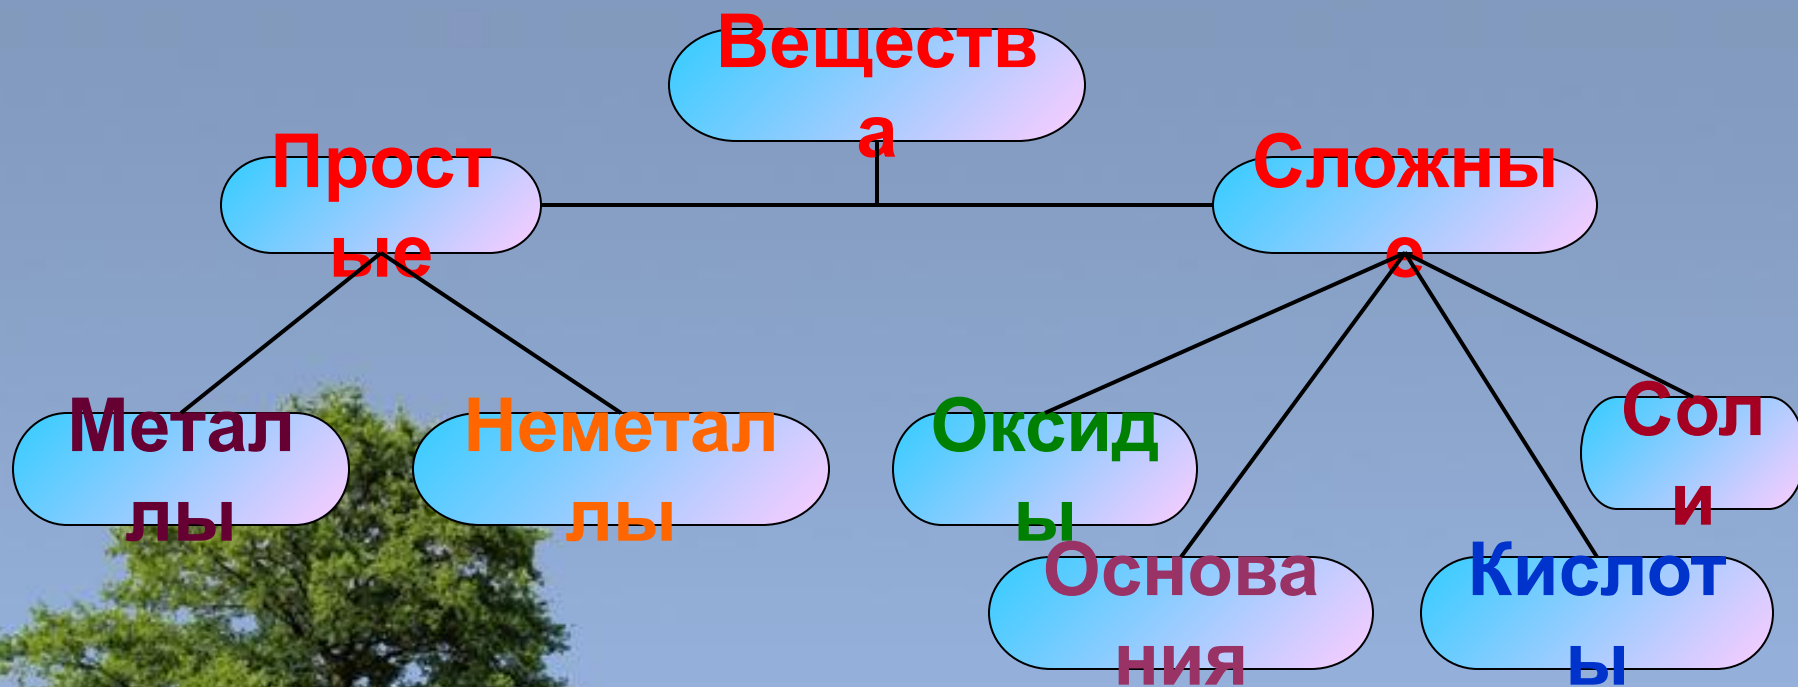 Веществ
а
Прост
ые
Сложны
е
Метал
лы
Неметал
лы
Оксид
ы
Сол
и
Основа
ния
Кислот
ы